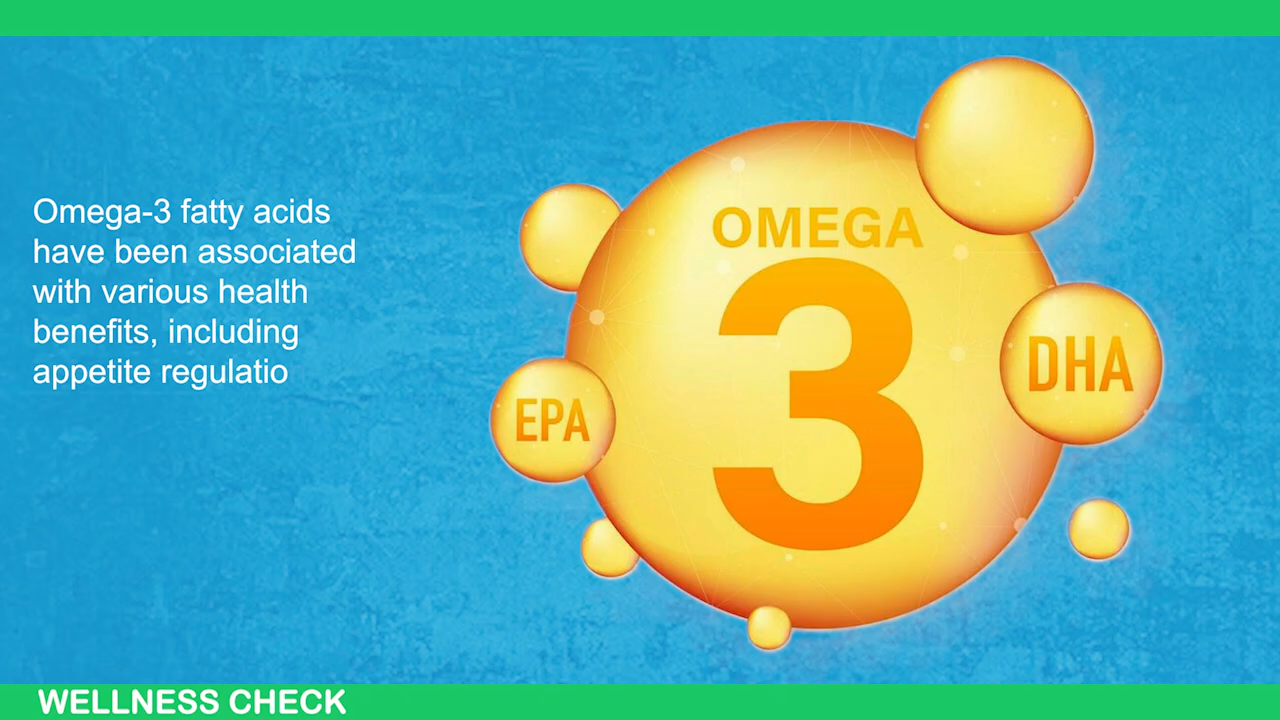 Omega-3 fatty acids
have been associated
with various health
benefits, including
appetite regulatio
OMEGA
3
EPA
DHA
WELLNESS CHECK